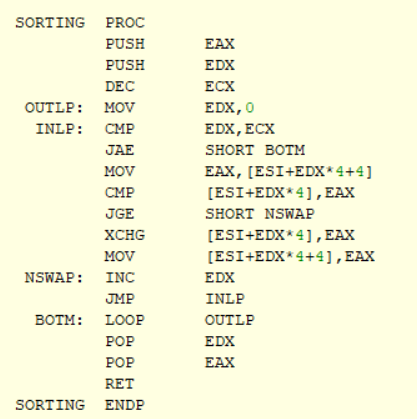 SORTING PROC
PUSH EAX
PUSH EDX
DEC ECX
OUTLP: MOV EDX,0
INLP: CMP EDX,ECX
JAE SHORT BOTM
MOV EAX,[ESI+EDX*4+4]
CMP [ESI+EDX*4],EAX
JGE SHORT NSWAP
XCHG [ESI+EDX*4],EAX
MOV [ESI+EDX*4+4],EAX
NSWAP: INC EDX
JMP INLP
BOTM: LOOP OUTLP
POP EDX
POP EAX
RET
SORTING ENDP